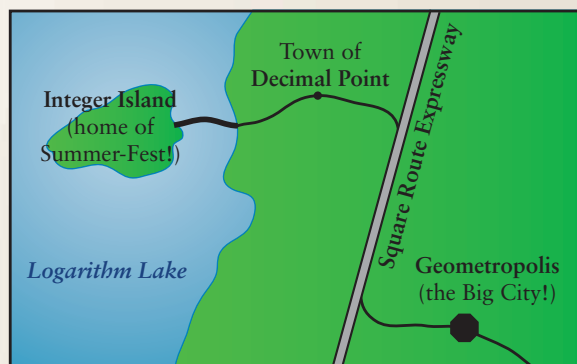 Town of
Decimal Point
Integer Island
(home of
Summer-Fest!)
Square Route Expressway
Logarithm Lake
Geometropolis
(the Big City!)